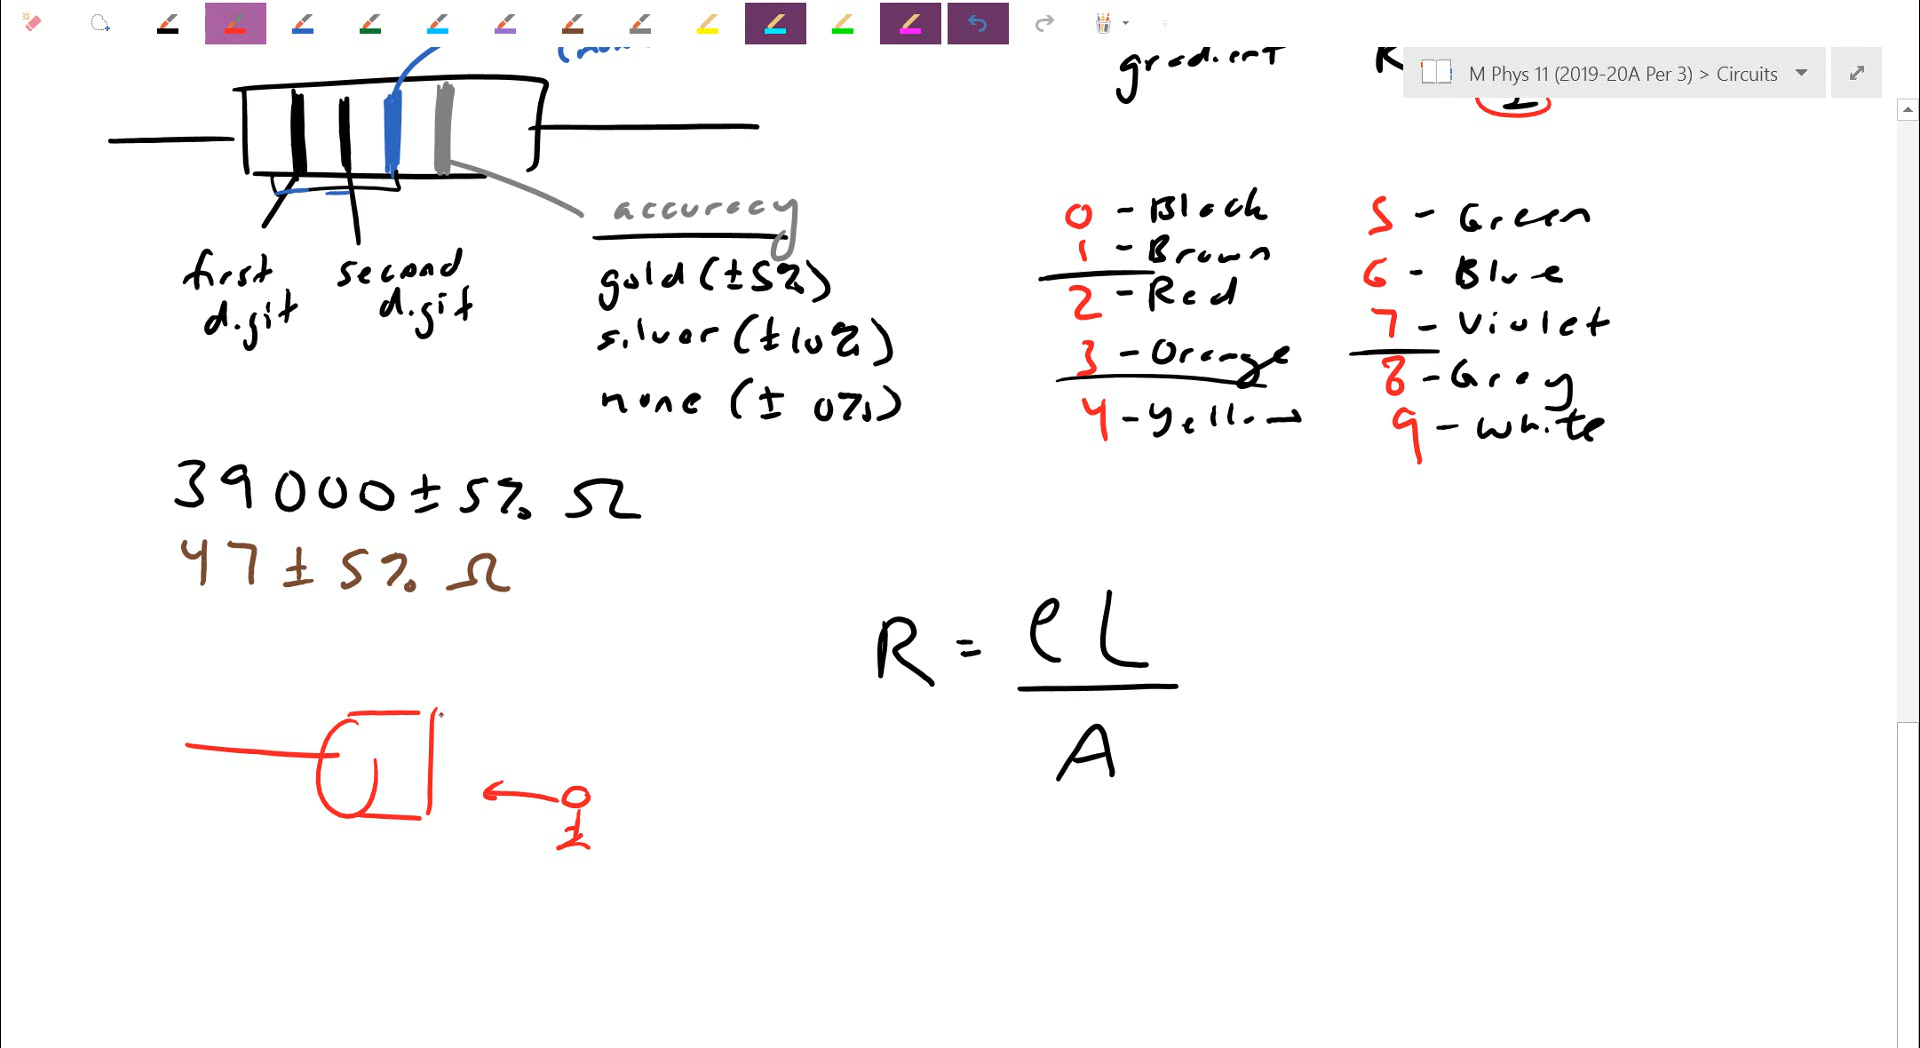 M Phys 11 (2019-20A Per 3) > Circuits
gradient
R
I
accuracy
first digit
second digit
gold (±5%)
silver (±10%)
none (± 0%)
0 - Black
1 - Brown
2 - Red
3 - Orange
4 - Yellow
5 - Green
6 - Blue
7 - Violet
8 - Grey
9 - White
39000 ± 5% Ω
47 ± 5% Ω
R = ρL
A